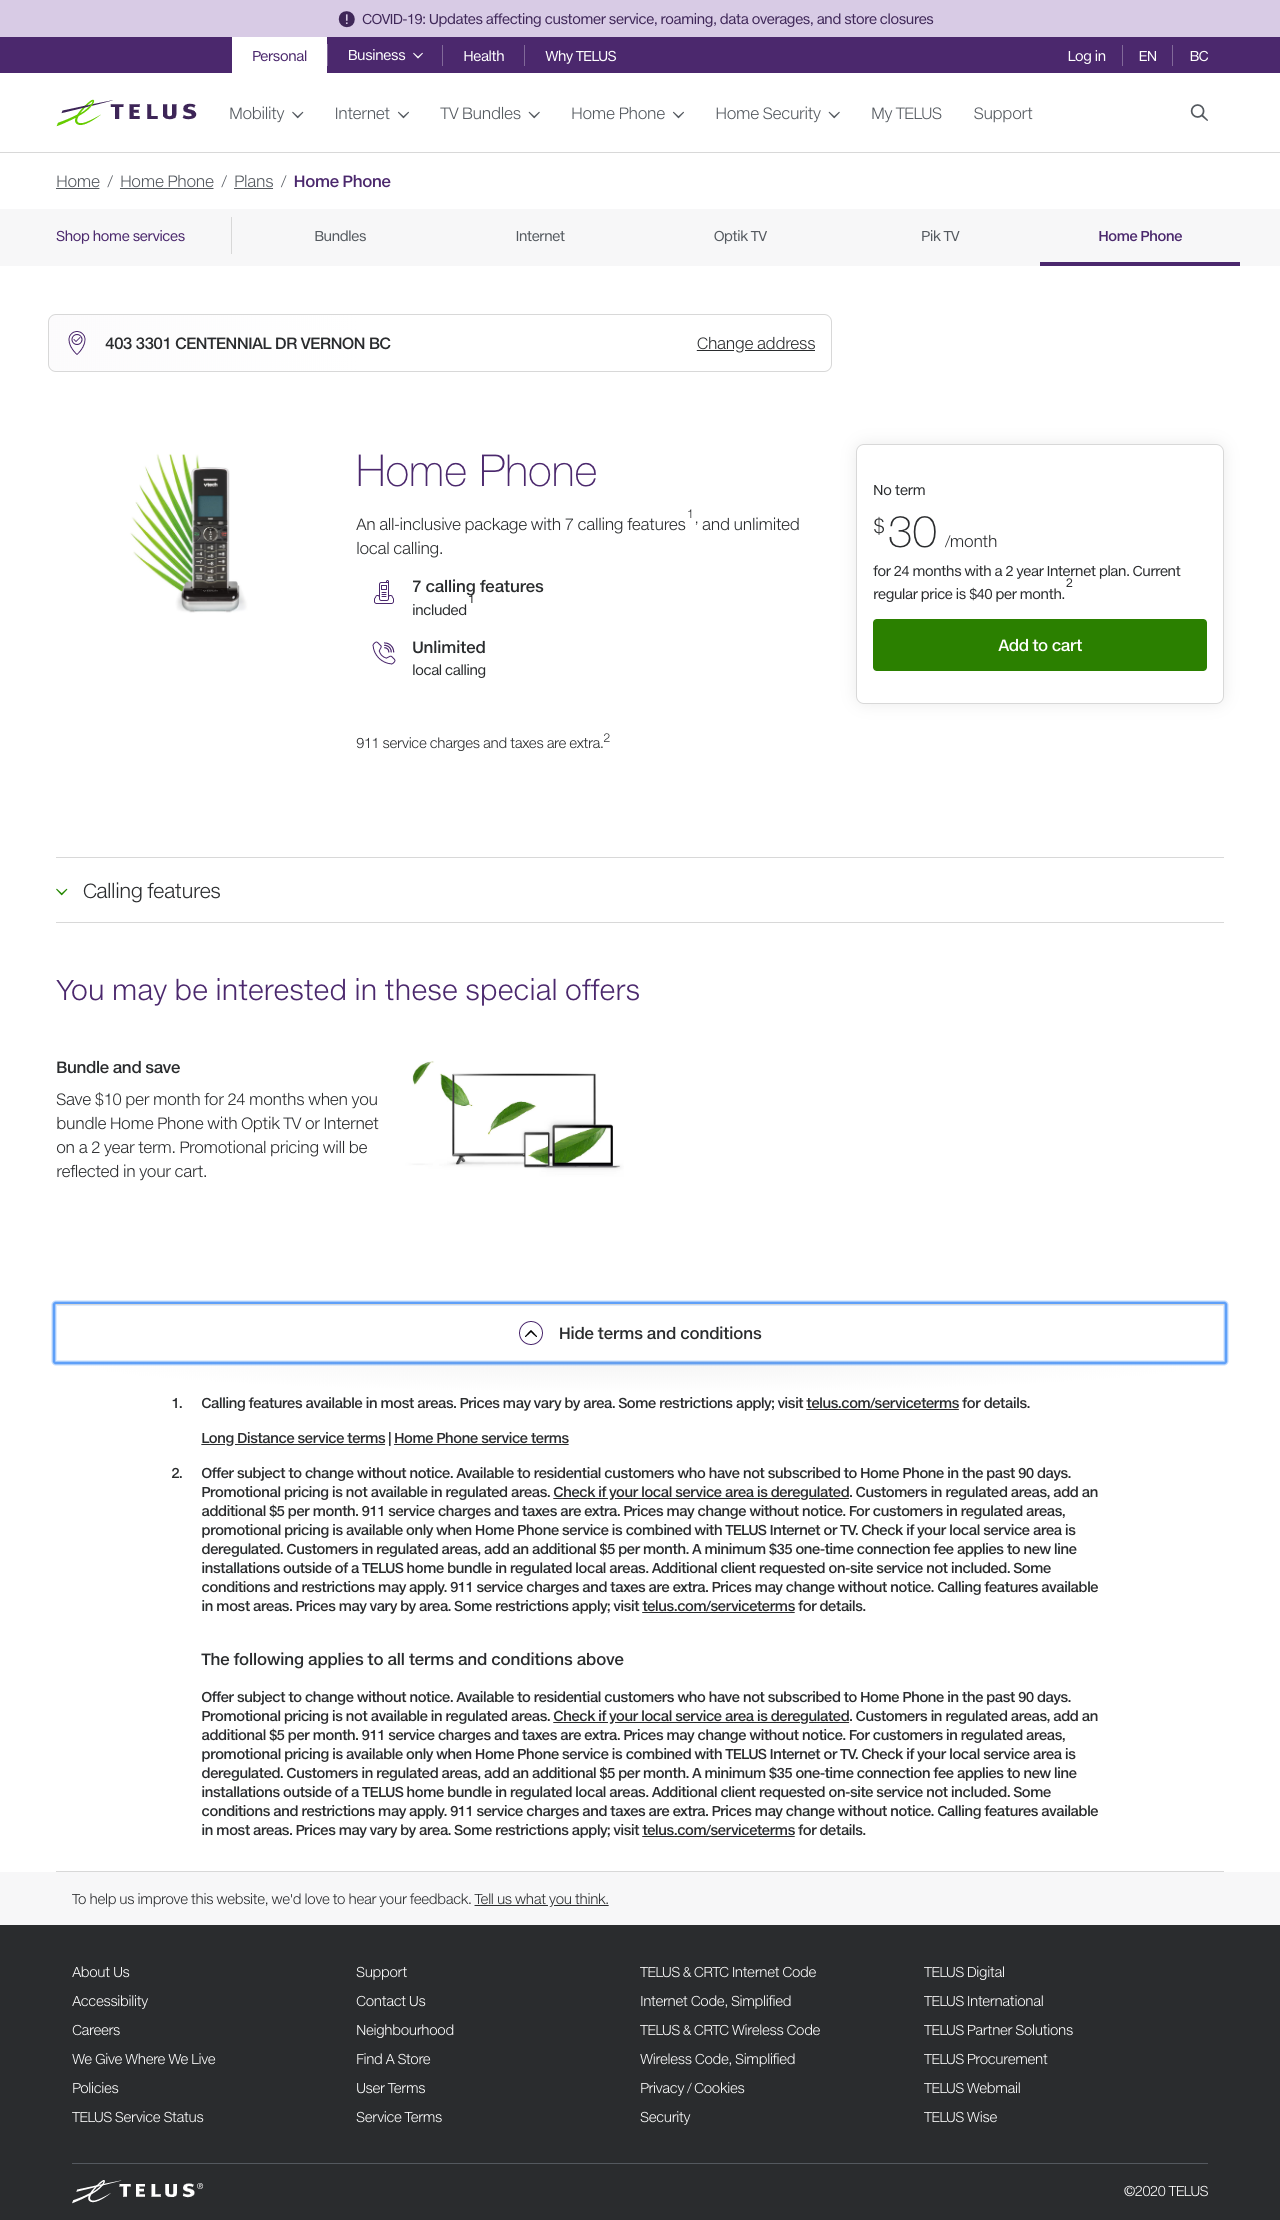 COVID-19: Updates affecting customer service, roaming, data overages, and store closures
Personal Business Health Why TELUS Log in EN BC
TELUS Mobility Internet TV Bundles Home Phone Home Security My TELUS Support
Home / Home Phone / Plans / Home Phone
Shop home services Bundles Internet Optik TV Pik TV Home Phone
403 3301 CENTENNIAL DR VERNON BC Change address
vtech
Home Phone
An all-inclusive package with 7 calling features 1, and unlimited
local calling.
7 calling features
included 1
Unlimited
local calling
911 service charges and taxes are extra.2
No term
$30 /month
for 24 months with a 2 year Internet plan. Current
regular price is $40 per month.2
Add to cart
Calling features
You may be interested in these special offers
Bundle and save
Save $10 per month for 24 months when you
bundle Home Phone with Optik TV or Internet
on a 2 year term. Promotional pricing will be
reflected in your cart.
Hide terms and conditions
1. Calling features available in most areas. Prices may vary by area. Some restrictions apply; visit telus.com/serviceterms for details.
Long Distance service terms | Home Phone service terms
2. Offer subject to change without notice. Available to residential customers who have not subscribed to Home Phone in the past 90 days.
Promotional pricing is not available in regulated areas. Check if your local service area is deregulated. Customers in regulated areas, add an
additional $5 per month. 911 service charges and taxes are extra. Prices may change without notice. For customers in regulated areas,
promotional pricing is available only when Home Phone service is combined with TELUS Internet or TV. Check if your local service area is
deregulated. Customers in regulated areas, add an additional $5 per month. A minimum $35 one-time connection fee applies to new line
installations outside of a TELUS home bundle in regulated local areas. Additional client requested on-site service not included. Some
conditions and restrictions may apply. 911 service charges and taxes are extra. Prices may change without notice. Calling features available
in most areas. Prices may vary by area. Some restrictions apply; visit telus.com/serviceterms for details.
The following applies to all terms and conditions above
Offer subject to change without notice. Available to residential customers who have not subscribed to Home Phone in the past 90 days.
Promotional pricing is not available in regulated areas. Check if your local service area is deregulated. Customers in regulated areas, add an
additional $5 per month. 911 service charges and taxes are extra. Prices may change without notice. For customers in regulated areas,
promotional pricing is available only when Home Phone service is combined with TELUS Internet or TV. Check if your local service area is
deregulated. Customers in regulated areas, add an additional $5 per month. A minimum $35 one-time connection fee applies to new line
installations outside of a TELUS home bundle in regulated local areas. Additional client requested on-site service not included. Some
conditions and restrictions may apply. 911 service charges and taxes are extra. Prices may change without notice. Calling features available
in most areas. Prices may vary by area. Some restrictions apply; visit telus.com/serviceterms for details.
To help us improve this website, we'd love to hear your feedback. Tell us what you think.
About Us Support TELUS & CRTC Internet Code TELUS Digital
Accessibility Contact Us Internet Code, Simplified TELUS International
Careers Neighbourhood TELUS & CRTC Wireless Code TELUS Partner Solutions
We Give Where We Live Find A Store Wireless Code, Simplified TELUS Procurement
Policies User Terms Privacy / Cookies TELUS Webmail
TELUS Service Status Service Terms Security TELUS Wise
TELUS® ©2020 TELUS